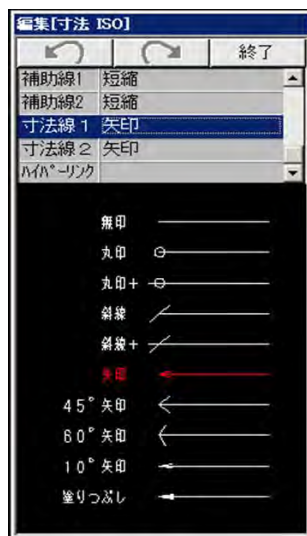 編集[寸法 ISO]
終了
補助線1 短縮
補助線2 短縮
寸法線1 矢印
寸法線2 矢印
ﾊｲﾊﾟｰﾘﾝｸ
無印
丸印
丸印+
斜線
斜線+
矢印
45°矢印
60°矢印
10°矢印
塗りつぶし